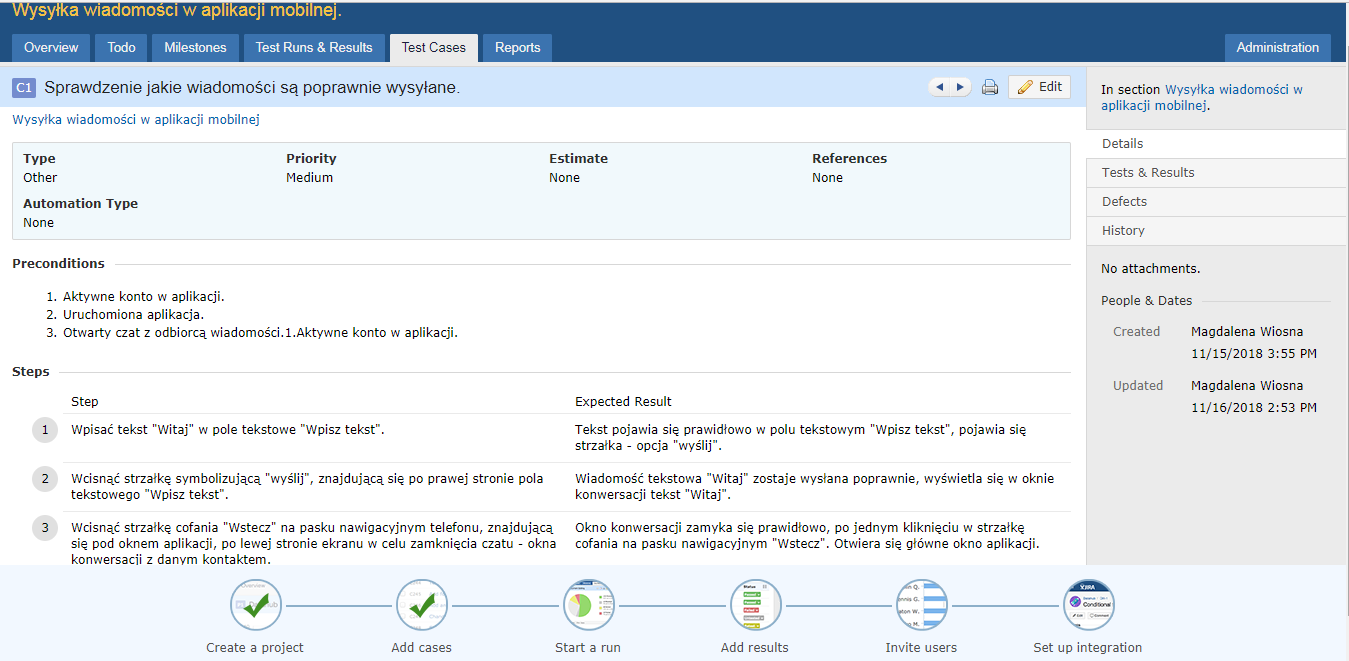 Wysyłka wiadomości w aplikacji mobilnej.
Overview Todo Milestones Test Runs & Results Test Cases Reports Administration
C1 Sprawdzenie jakie wiadomości są poprawnie wysyłane. Edit
Wysyłka wiadomości w aplikacji mobilnej
Type Priority Estimate References
Other Medium None None
Automation Type
None
Preconditions
1. Aktywne konto w aplikacji.
2. Uruchomiona aplikacja.
3. Otwarty czat z odbiorcą wiadomości.1.Aktywne konto w aplikacji.
Steps
Step Expected Result
1 Wpisać tekst "Witaj" w pole tekstowe "Wpisz tekst".
Tekst pojawia się prawidłowo w polu tekstowym "Wpisz tekst", pojawia się
strzałka - opcja "wyślij".
2 Wcisnąć strzałkę symbolizującą "wyślij", znajdującą się po prawej stronie pola
tekstowego "Wpisz tekst".
Wiadomość tekstowa "Witaj" zostaje wysłana poprawnie, wyświetla się w oknie
konwersacji tekst "Witaj".
3 Wcisnąć strzałkę cofania "Wstecz" na pasku nawigacyjnym telefonu, znajdującą
się pod oknem aplikacji, po lewej stronie ekranu w celu zamknięcia czatu - okna
konwersacji z danym kontaktem.
Okno konwersacji zamyka się prawidłowo, po jednym kliknięciu w strzałkę
cofania na pasku nawigacyjnym "Wstecz". Otwiera się główne okno aplikacji.
In section Wysyłka wiadomości w
aplikacji mobilnej.
Details
Tests & Results
Defects
History
No attachments.
People & Dates
Created Magdalena Wiosna
11/15/2018 3:55 PM
Updated Magdalena Wiosna
11/16/2018 2:53 PM
Create a project Add cases Start a run Add results Invite users Set up integration